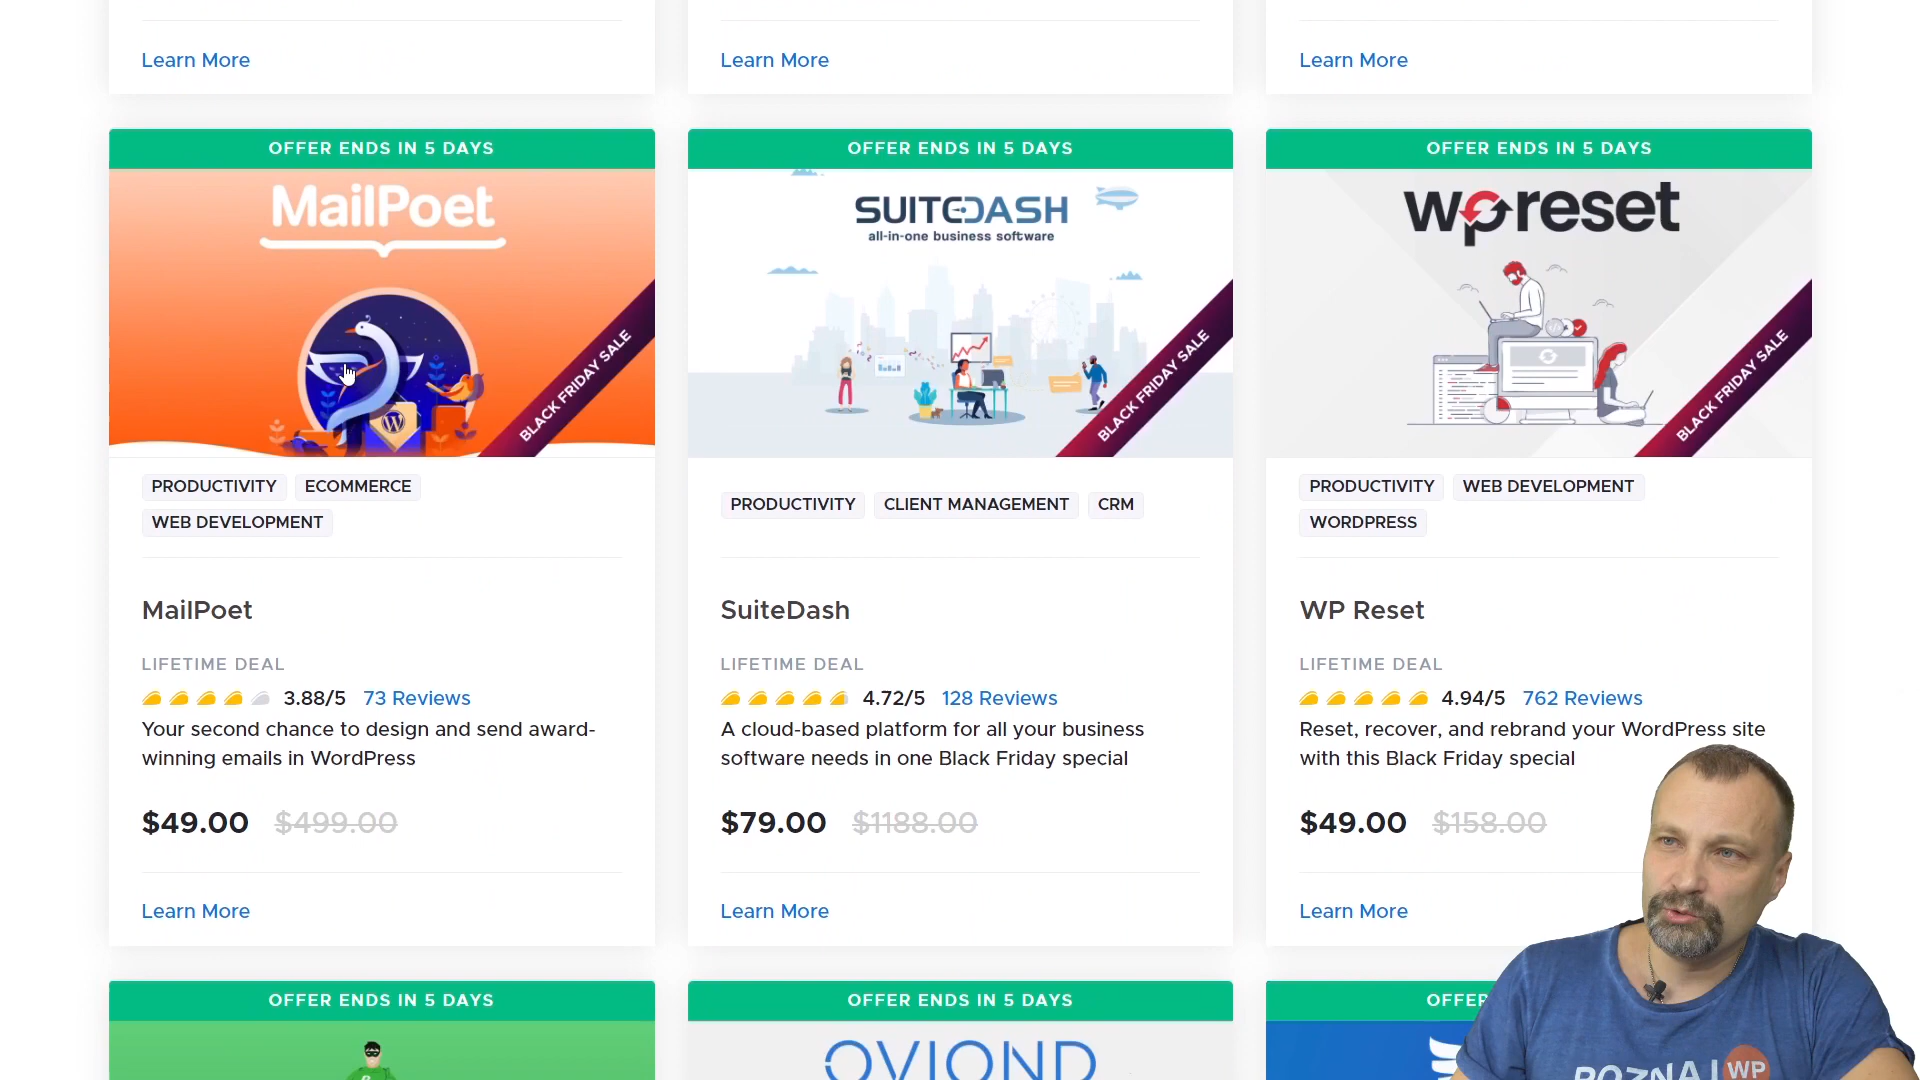 Learn More
Learn More
Learn More
OFFER ENDS IN 5 DAYS
MailPoet
BLACK FRIDAY SALE
PRODUCTIVITY
ECOMMERCE
WEB DEVELOPMENT
MailPoet
LIFETIME DEAL
3.88/5 73 Reviews
Your second chance to design and send award-
winning emails in WordPress
$49.00 $499.00
Learn More
OFFER ENDS IN 5 DAYS
SUITEDASH
all-in-one business software
BLACK FRIDAY SALE
PRODUCTIVITY CLIENT MANAGEMENT CRM
SuiteDash
LIFETIME DEAL
4.72/5 128 Reviews
A cloud-based platform for all your business
software needs in one Black Friday special
$79.00 $1188.00
Learn More
OFFER ENDS IN 5 DAYS
wpreset
BLACK FRIDAY SALE
PRODUCTIVITY WEB DEVELOPMENT
WORDPRESS
WP Reset
LIFETIME DEAL
4.94/5 762 Reviews
Reset, recover, and rebrand your WordPress site
with this Black Friday special
$49.00 $158.00
Learn More
OFFER ENDS IN 5 DAYS
OFFER ENDS IN 5 DAYS
OVIOND
OFFE
POZNAJ WP